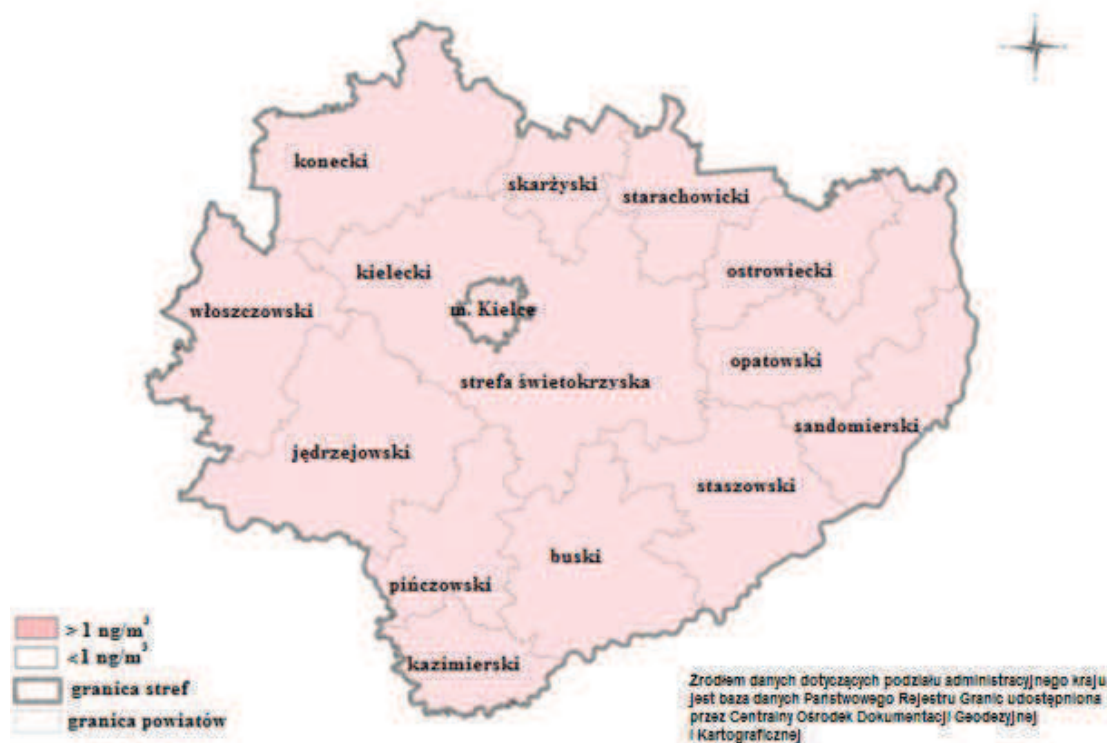 konecki
skarżyski
starachowicki
kielecki
ostrowiecki
włoszczowski
m. Kielce
opatowski
strefa świetokrzyska
sandomierski
jędrzejowski
staszowski
buski
pińczowski
kazimierski
> 1 ng/m³
<1 ng/m³
granica stref
granica powiatów
Źródłem danych dotyczących podziału administracyjnego kraju
jest baza danych Państwowego Rejestru Granic udostępniona
przez Centralny Ośrodek Dokumentacji Geodezyjnej
i Kartograficznej